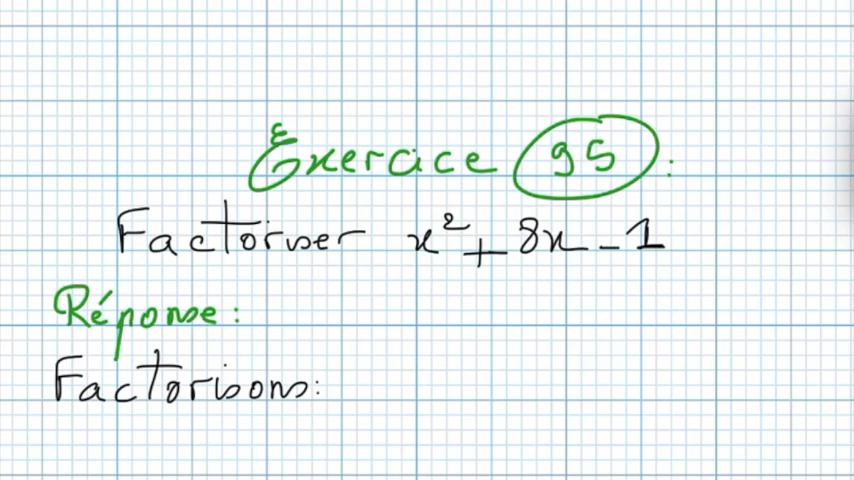 Exercice 95 :
Factoriser x² + 8x - 1
Réponse :
Factorisons :